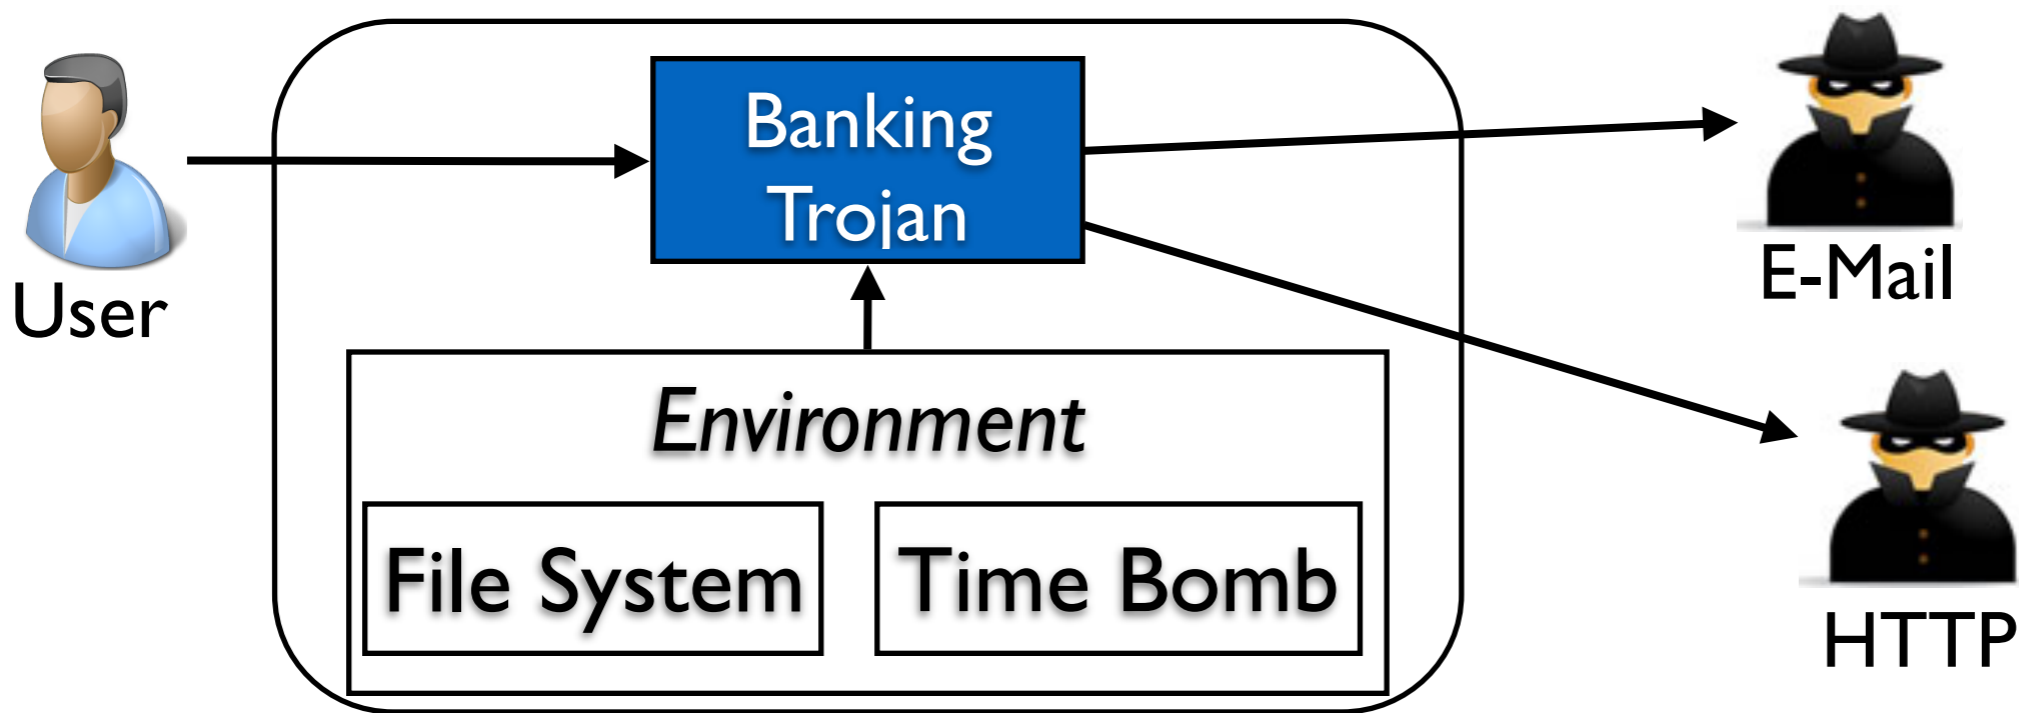 Banking
Trojan
User
E-Mail
Environment
File System
Time Bomb
HTTP